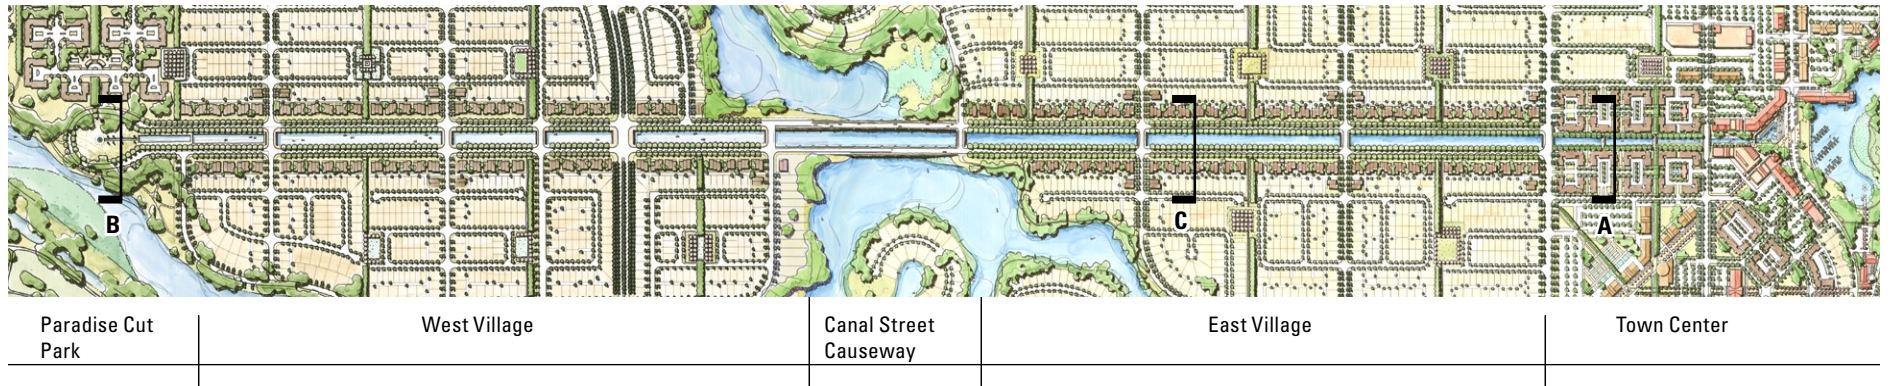 B
C
A
Paradise Cut
Park
West Village
Canal Street
Causeway
East Village
Town Center